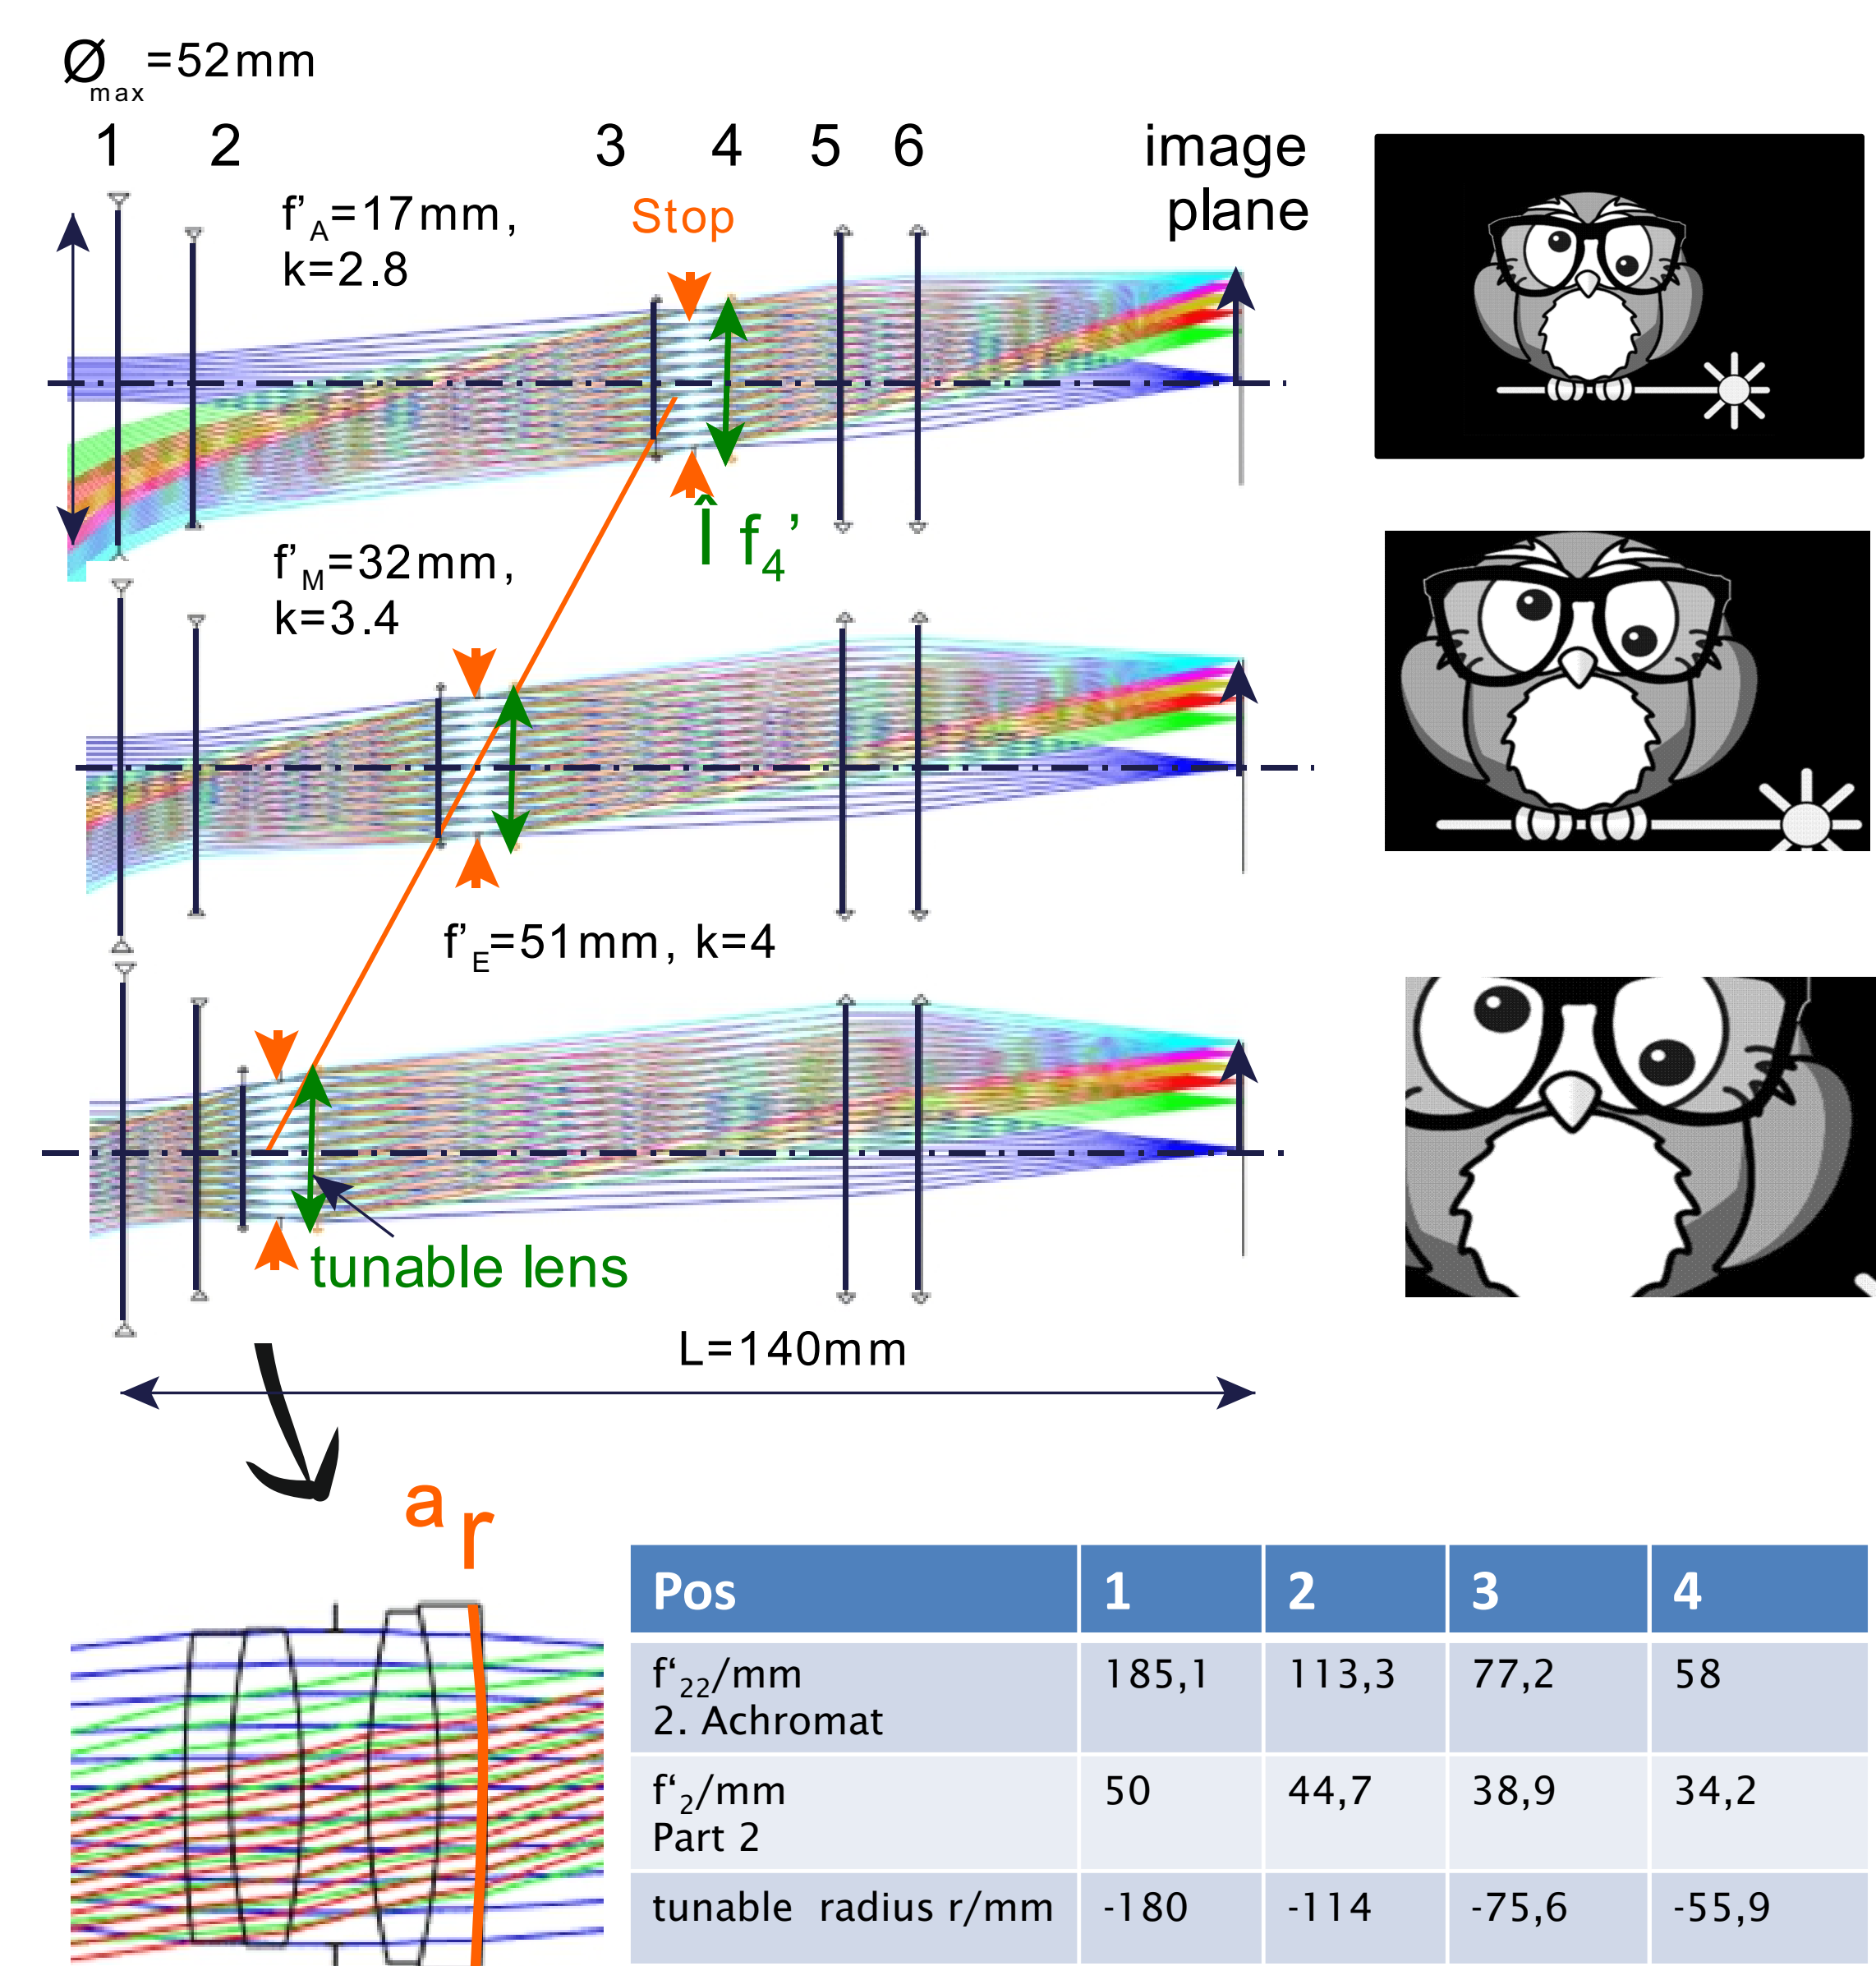 Ømax=52mm
1 2 3 4 5 6 image plane
f'A=17mm,
k=2.8
Stop
Î f4'
f'M=32mm,
k=3.4
f'E=51mm, k=4
tunable lens
L=140mm
a r
Pos 1 2 3 4
f‘22/mm 185,1 113,3 77,2 58
2. Achromat
f‘2/mm 50 44,7 38,9 34,2
Part 2
tunable radius r/mm -180 -114 -75,6 -55,9